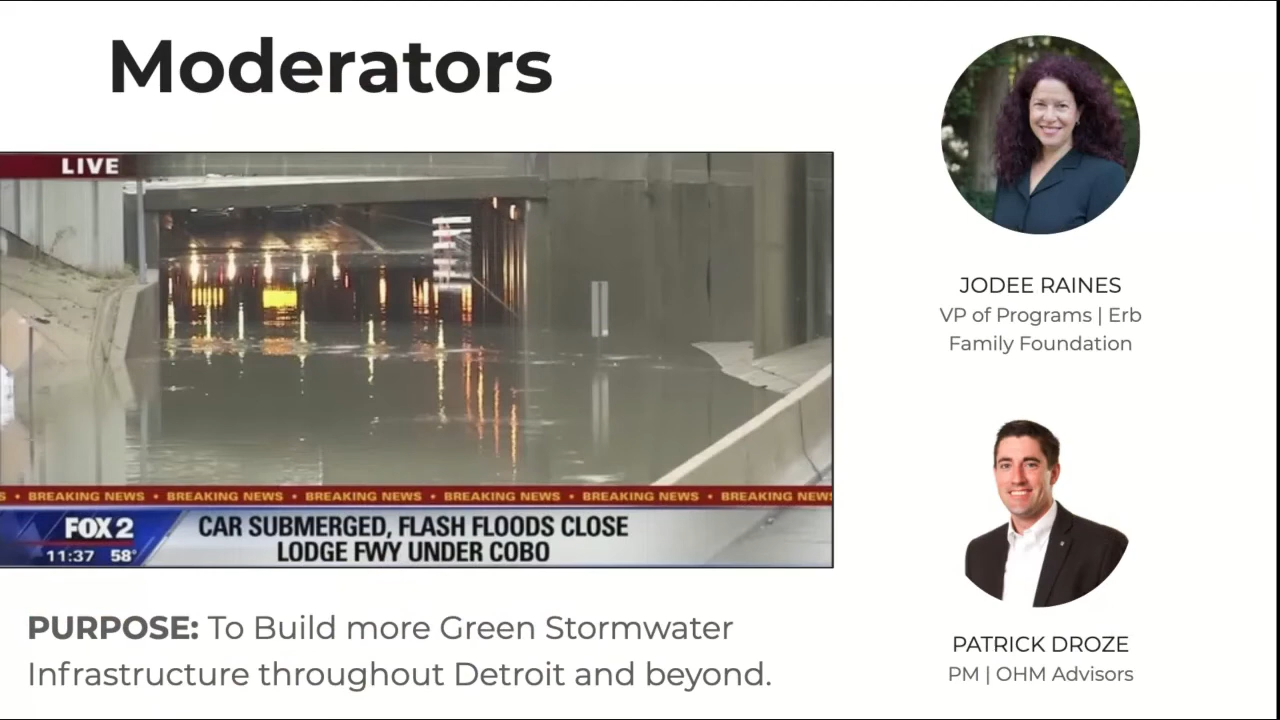 Moderators
LIVE
S • BREAKING NEWS • BREAKING NEWS • BREAKING NEWS • BREAKING NEWS • BREAKING NEWS • BREAKING NEWS
FOX 2
11:37 58°
CAR SUBMERGED, FLASH FLOODS CLOSE
LODGE FWY UNDER COBO
PURPOSE: To Build more Green Stormwater
Infrastructure throughout Detroit and beyond.
JODEE RAINES
VP of Programs | Erb
Family Foundation
PATRICK DROZE
PM | OHM Advisors